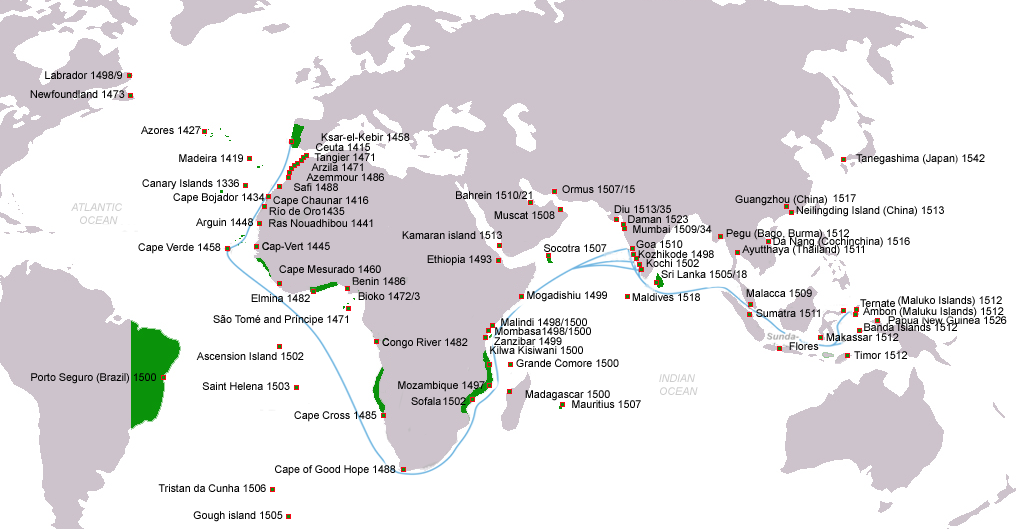 Labrador 1498/9
Newfoundland 1473
Azores 1427
Madeira 1419
Canary Islands 1336
Cape Bojador 1434
ATLANTIC
OCEAN
Arguin 1448
Cape Verde 1458
Ksar-el-Kebir 1458
Ceuta 1415
Tangier 1471
Arzila 1471
Azemmour 1486
Safi 1488
Cape Chaunar 1416
Río de Oro1435
Ras Nouadhibou 1441
Cap-Vert 1445
Cape Mesurado 1460
Benin 1486
Elmina 1482
Bioko 1472/3
São Tomé and Príncipe 1471
Ascension Island 1502
Congo River 1482
Porto Seguro (Brazil) 1500
Saint Helena 1503
Cape Cross 1485
Cape of Good Hope 1488
Tristan da Cunha 1506
Gough island 1505
Bahrein 1510/21
Ormus 1507/15
Muscat 1508
Kamaran island 1513
Ethiopia 1493
Socotra 1507
Mogadishiu 1499
Malindi 1498/1500
Mombasa1498/1500
Zanzibar 1499
Kilwa Kisiwani 1500
Grande Comore 1500
Mozambique 1497
Sofala 1502
Madagascar 1500
Mauritius 1507
INDIAN
OCEAN
Diu 1513/35
Daman 1523
Mumbai 1509/34
Goa 1510
Kozhikode 1498
Kochi 1502
Sri Lanka 1505/18
Maldives 1518
Tanegashima (Japan) 1542
Guangzhou (China) 1517
Neilingding Island (China) 1513
Pegu (Bago, Burma) 1512
Da Nang (Cochinchina) 1516
Ayutthaya (Thailand) 1511
Malacca 1509
Sumatra 1511
Ternate (Maluko Islands) 1512
Ambon (Maluko Islands) 1512
Papua New Guinea 1526
Banda Islands 1512
Makassar 1512
Sunda-
Flores
Timor 1512